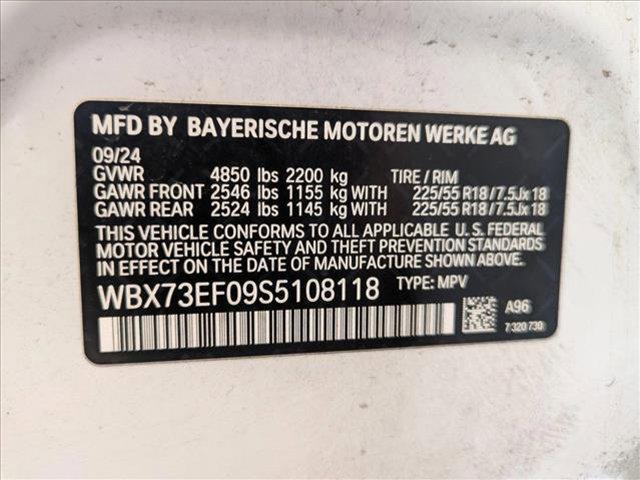 MFD BY BAYERISCHE MOTOREN WERKE AG
09/24
GVWR 4850 lbs 2200 kg TIRE / RIM
GAWR FRONT 2546 lbs 1155 kg WITH 225/55 R18/7.5Jx18
GAWR REAR 2524 lbs 1145 kg WITH 225/55 R18/7.5Jx18
THIS VEHICLE CONFORMS TO ALL APPLICABLE U. S. FEDERAL
MOTOR VEHICLE SAFETY AND THEFT PREVENTION STANDARDS
IN EFFECT ON THE DATE OF MANUFACTURE SHOWN ABOVE.
WBX73EF09S5108118 TYPE: MPV
A96
7 320 730